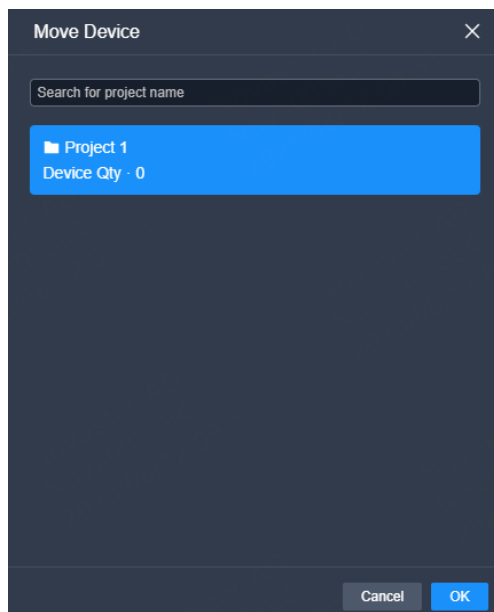 Move Device
Search for project name
Project 1
Device Qty · 0
Cancel
OK